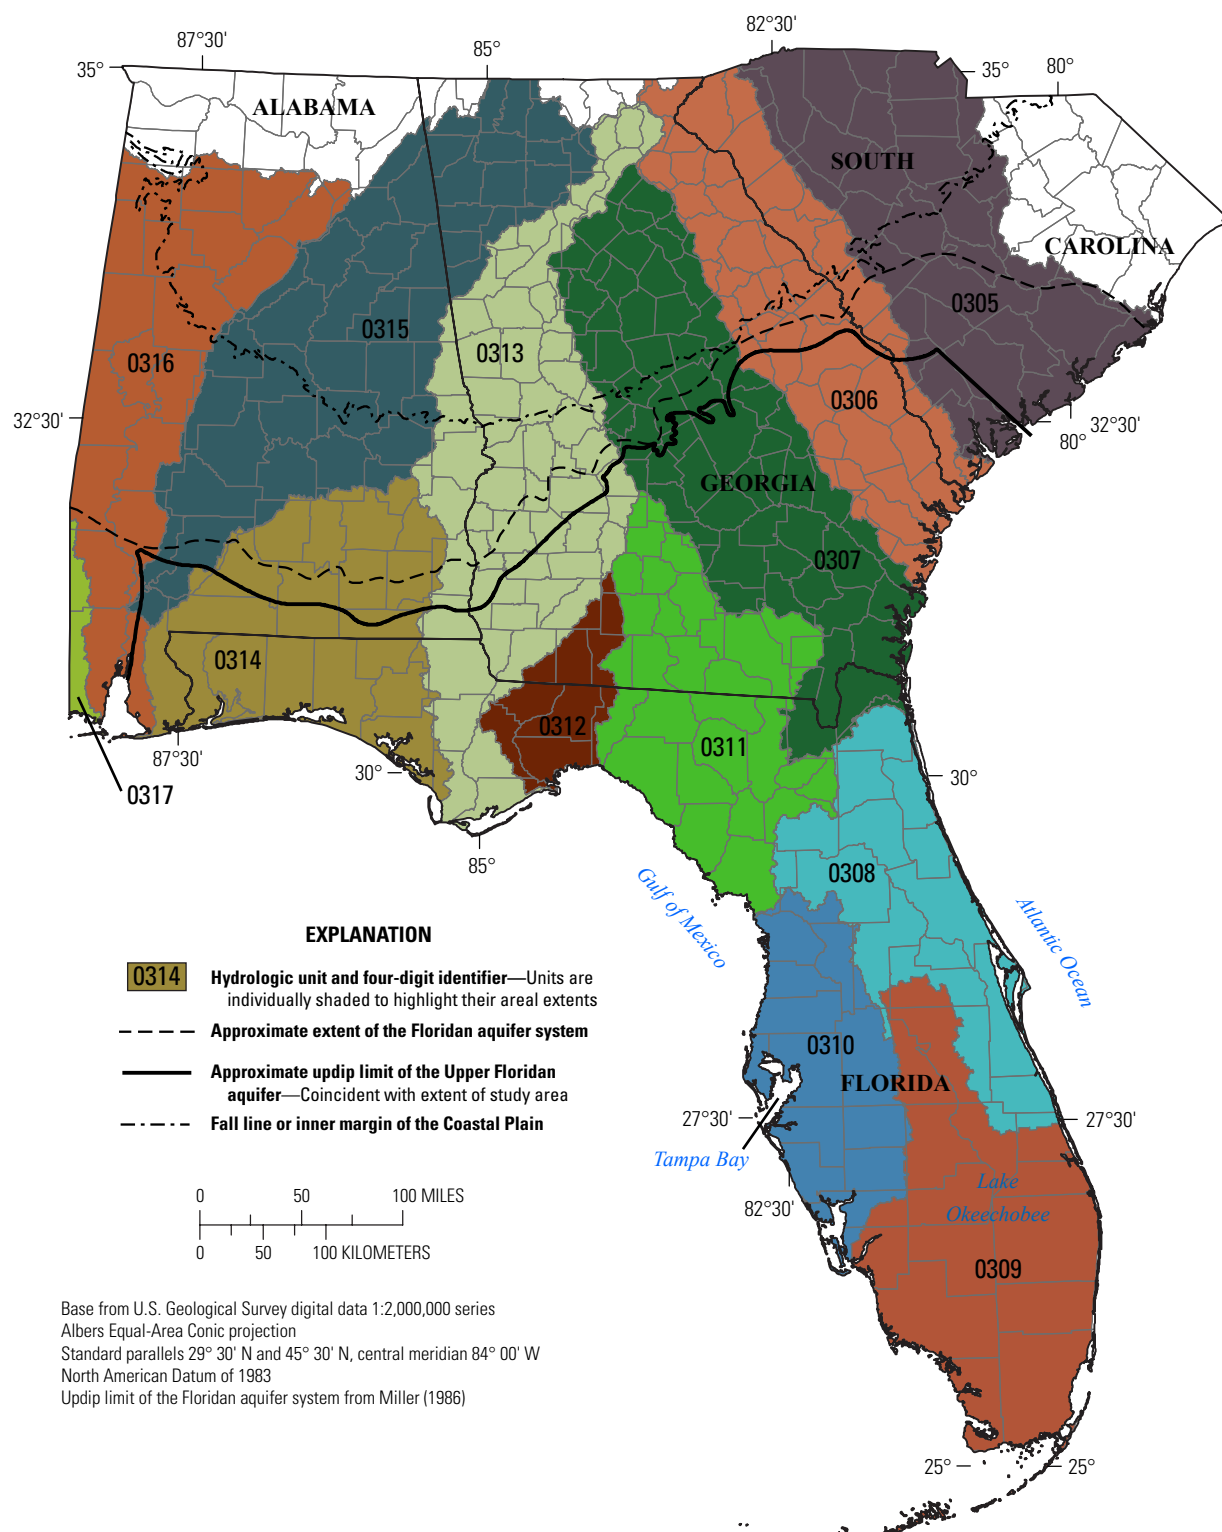 82°30'
87°30'
85°
35°
35°
80°
ALABAMA
SOUTH
CAROLINA
0305
0315
0313
0316
0306
32°30'
32°30'
80°
GEORGIA
0307
0314
0312
0311
87°30'
30°
30°
0317
85°
0308
Gulf of Mexico
Atlantic Ocean
EXPLANATION
0314
Hydrologic unit and four-digit identifier—Units are
individually shaded to highlight their areal extents
Approximate extent of the Floridan aquifer system
Approximate updip limit of the Upper Floridan
aquifer—Coincident with extent of study area
Fall line or inner margin of the Coastal Plain
0310
FLORIDA
27°30'
27°30'
Tampa Bay
Lake
Okeechobee
82°30'
0309
0 50 100 MILES
0 50 100 KILOMETERS
Base from U.S. Geological Survey digital data 1:2,000,000 series
Albers Equal-Area Conic projection
Standard parallels 29° 30' N and 45° 30' N, central meridian 84° 00' W
North American Datum of 1983
Updip limit of the Floridan aquifer system from Miller (1986)
25°
25°